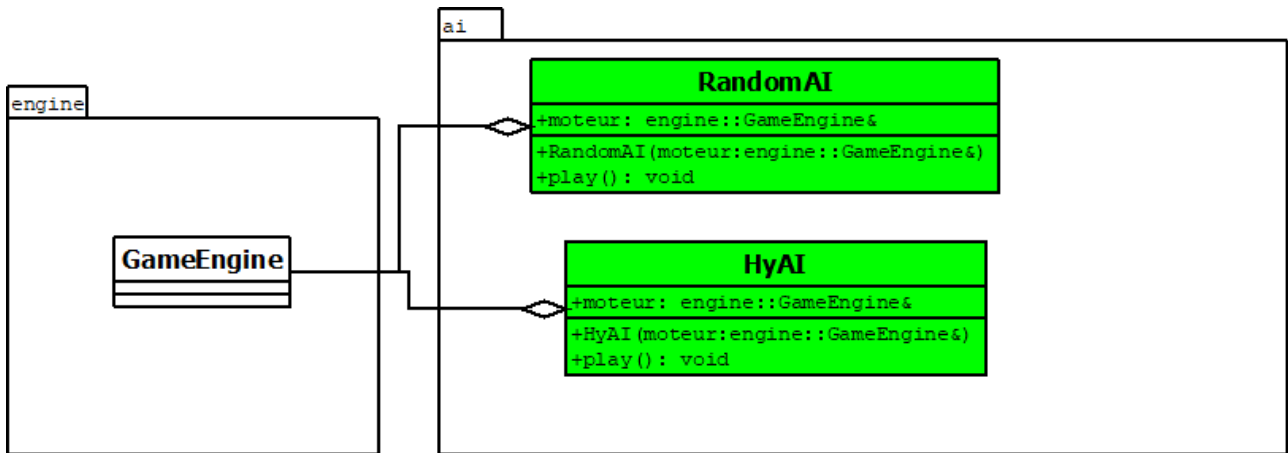 ai
engine
RandomAI
+moteur: engine::GameEngine&
+RandomAI(moteur:engine::GameEngine&)
+play(): void
GameEngine
HyAI
+moteur: engine::GameEngine&
+HyAI(moteur:engine::GameEngine&)
+play(): void